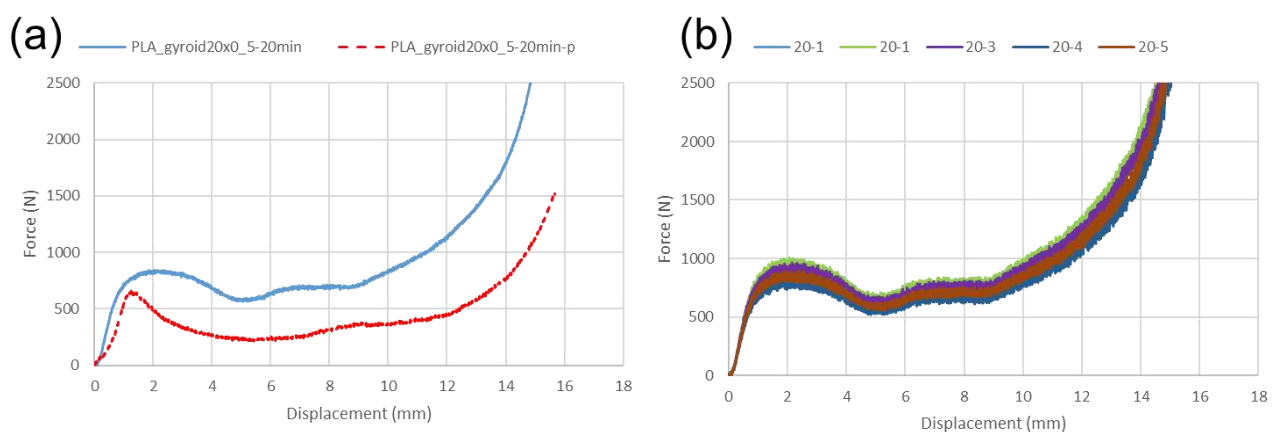 (a)
PLA_gyroid20x0_5-20min PLA_gyroid20x0_5-20min-p
2500
2000
1500
1000
500
0
Force (N)
0 2 4 6 8 10 12 14 16 18
Displacement (mm)
(b)
20-1 20-1 20-3 20-4 20-5
2500
2000
1500
1000
500
0
Force (N)
0 2 4 6 8 10 12 14 16 18
Displacement (mm)